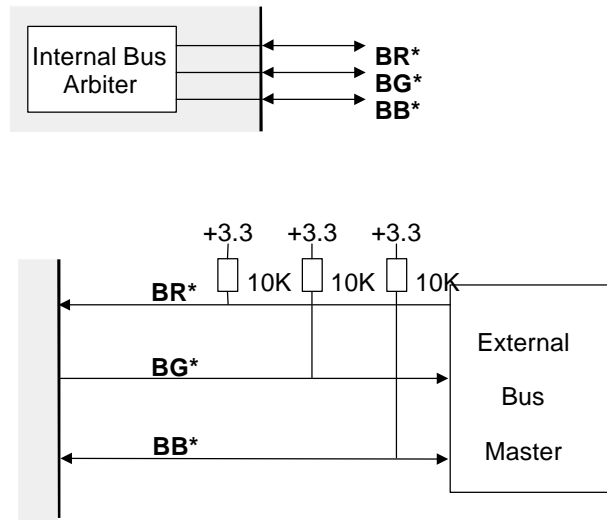 Internal Bus
Arbiter
BR*
BG*
BB*
+3.3 +3.3 +3.3
10K 10K 10K
BR*
BG*
BB*
External
Bus
Master